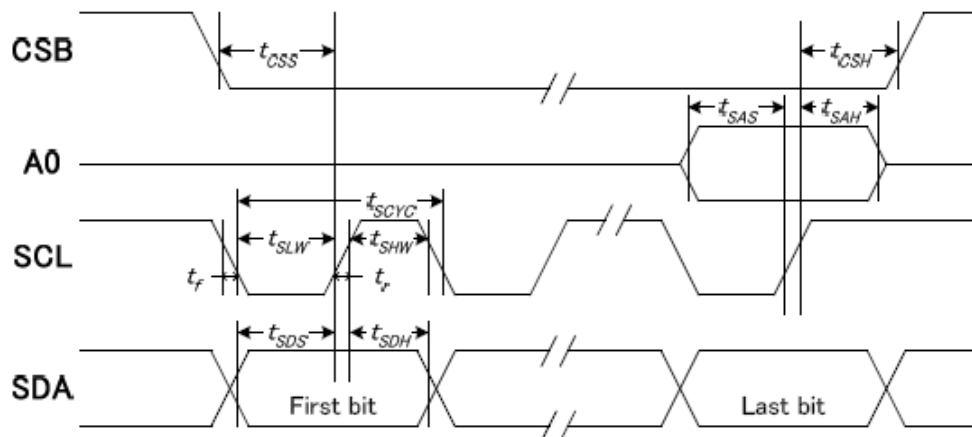 CSB
tCSS
tCSH
tSAS
tSAH
A0
tSCYC
SCL
tSLW
tSHW
tf
tr
tSDS
tSDH
SDA
First bit
Last bit